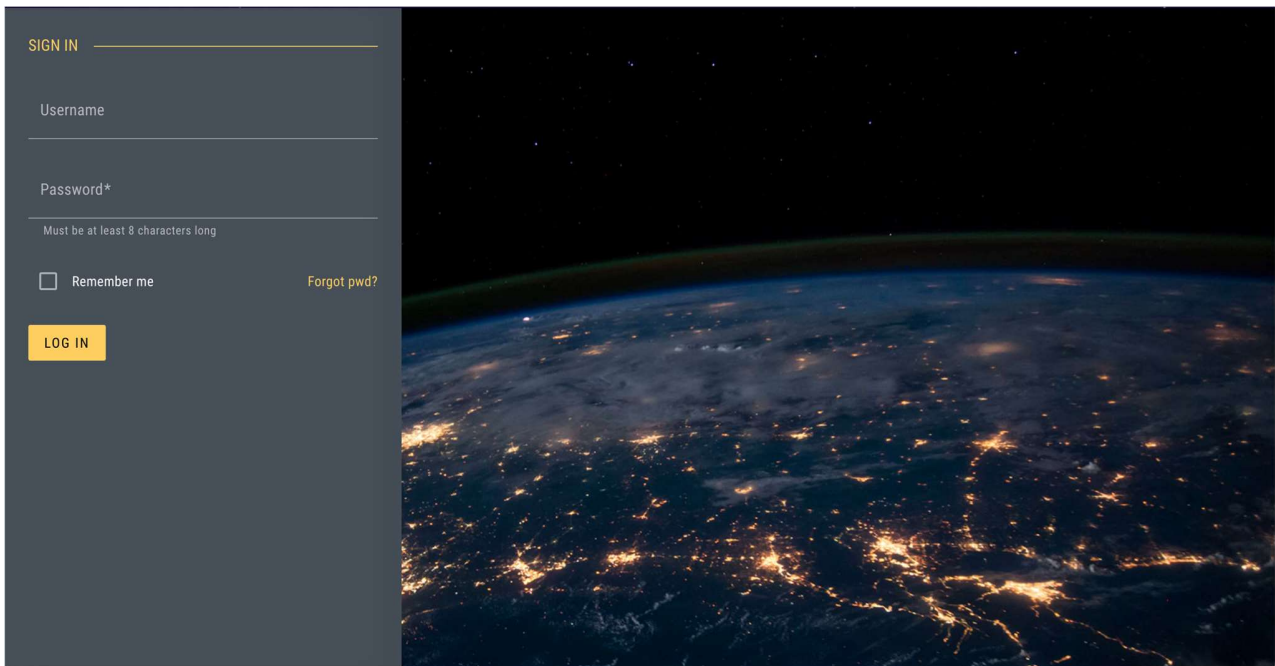 SIGN IN
Username
Password*
Must be at least 8 characters long
Remember me
Forgot pwd?
LOG IN